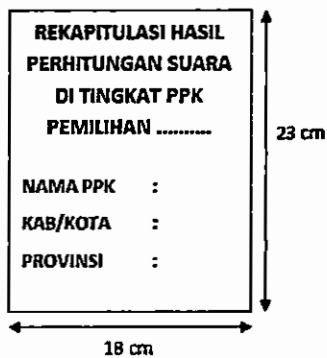 REKAPITULASI HASIL
PERHITUNGAN SUARA
DI TINGKAT PPK
PEMILIHAN ..........
23 cm
NAMA PPK :
KAB/KOTA :
PROVINSI :
18 cm